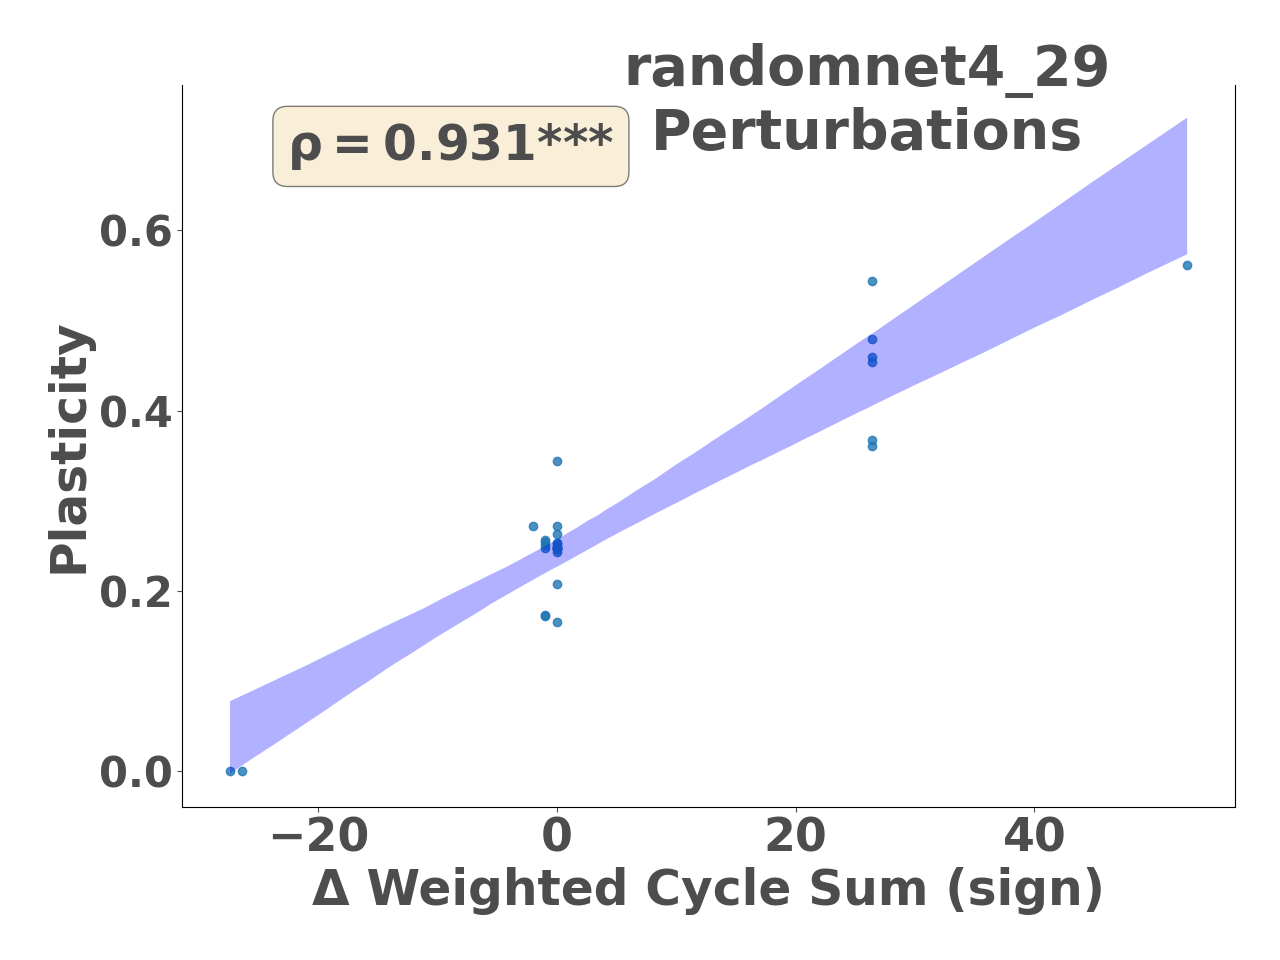 randomnet4_29
Perturbations
ρ = 0.931***
Plasticity
0.6
0.4
0.2
0.0
−20 0 20 40
Δ Weighted Cycle Sum (sign)